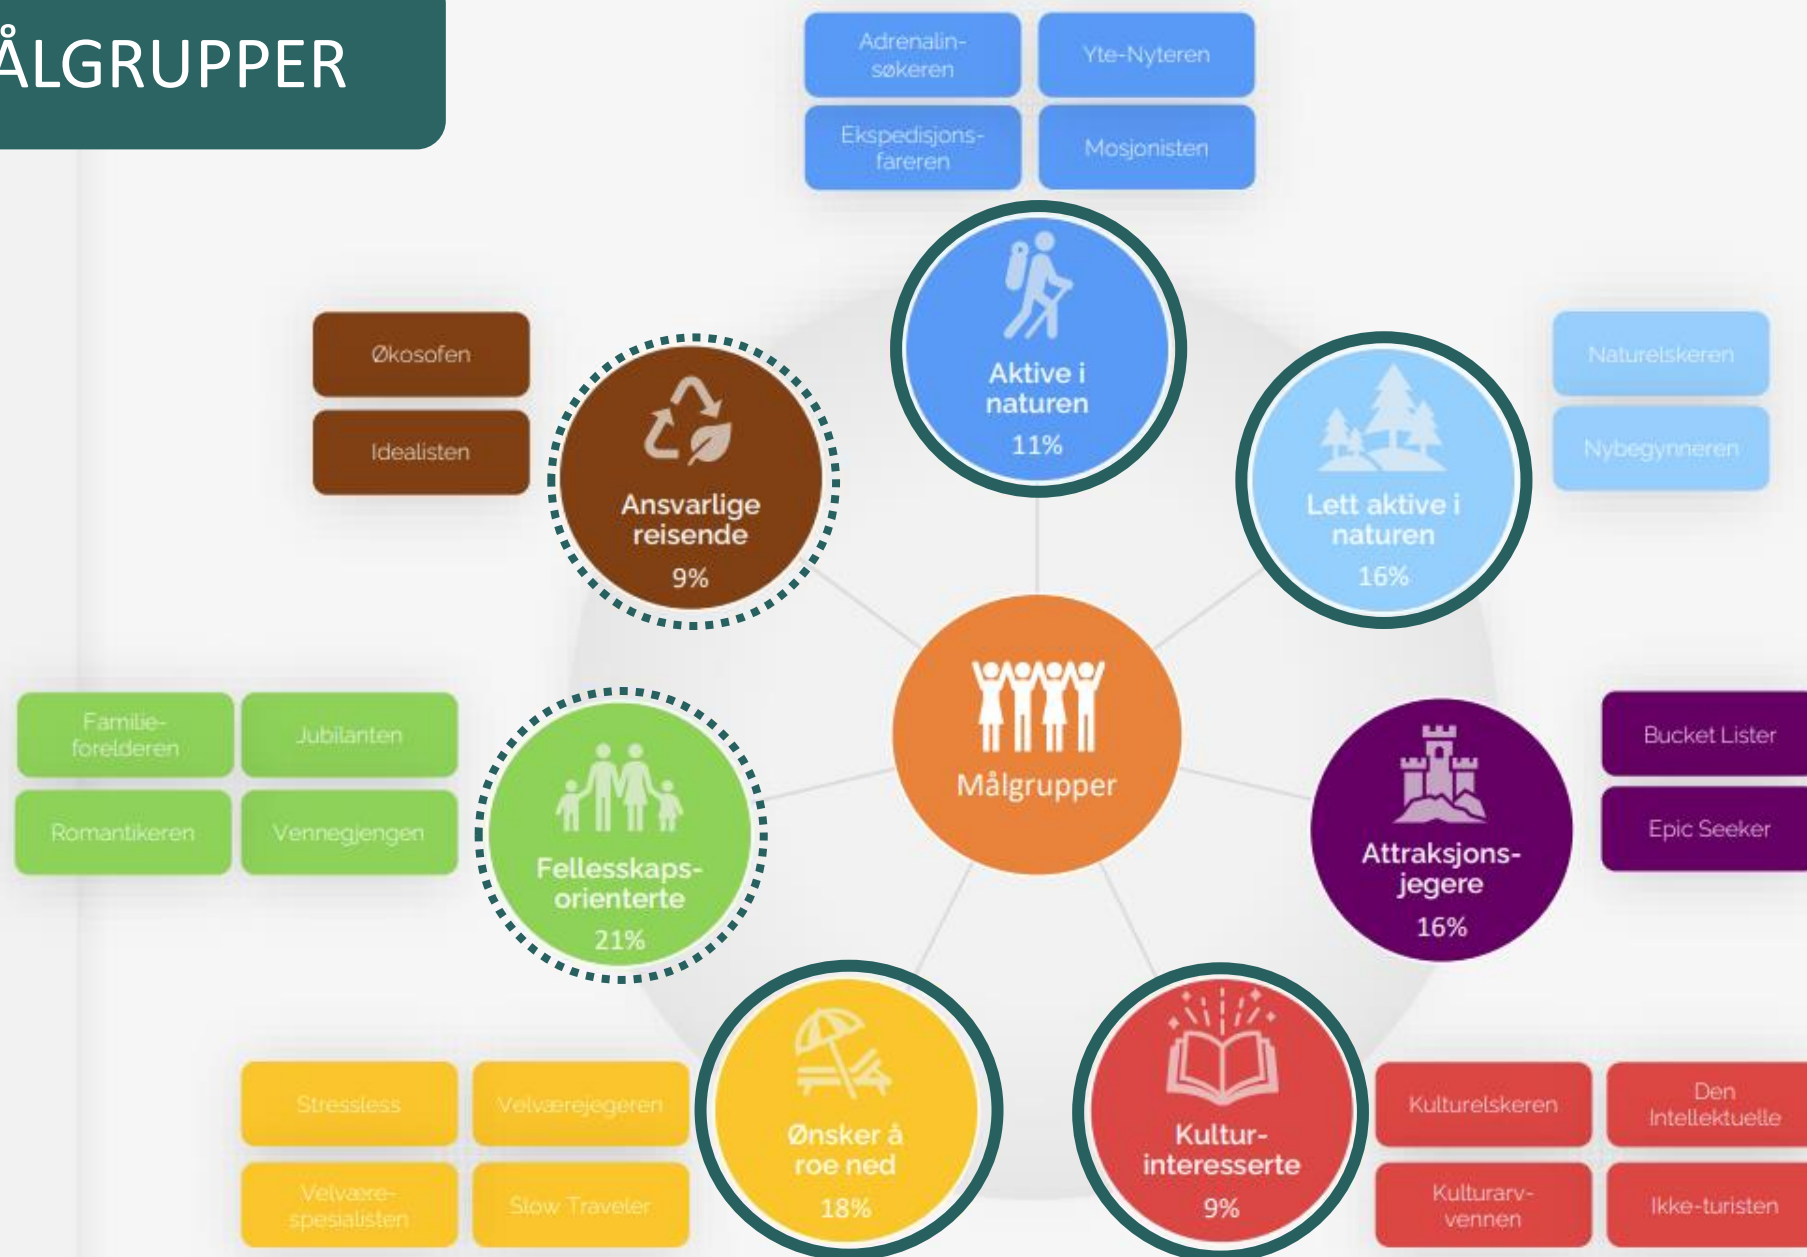 ÅLGRUPPER
Adrenalin-
søkeren
Yte-Nyteren
Ekspedisjons-
fareren
Mosjonisten
Aktive i
naturen
11%
Økosofen
Idealisten
Ansvarlige
reisende
9%
Lett aktive i
naturen
16%
Naturelskeren
Nybegynneren
Målgrupper
Familie-
forelderen
Jubilanten
Romantikeren
Vennegjengen
Fellesskaps-
orienterte
21%
Attraksjons-
jegere
16%
Bucket Lister
Epic Seeker
Stressless
Velværejegeren
Velvære-
spesialisten
Slow Traveler
Ønsker å
roe ned
18%
Kultur-
interesserte
9%
Kulturelskeren
Den
Intellektuelle
Kulturarv-
vennen
Ikke-turisten